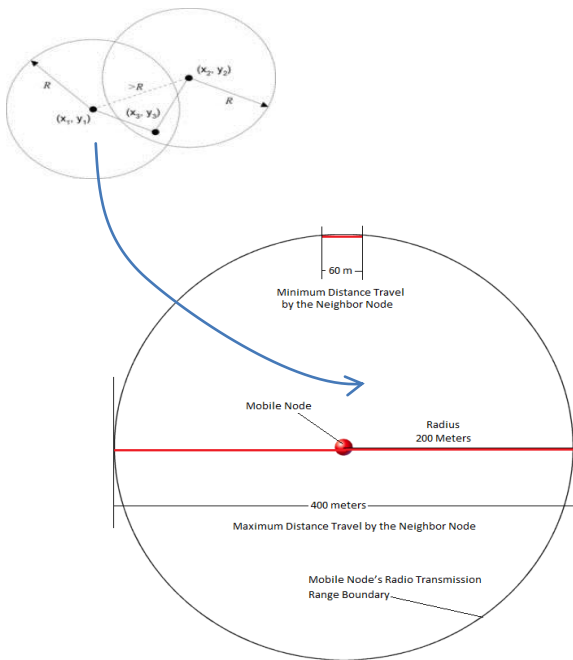 (x₂, y₂)
R
>R
R
(x₁, y₁)
(x₃, y₃)
60 m
Minimum Distance Travel
by the Neighbor Node
Mobile Node
Radius
200 Meters
400 meters
Maximum Distance Travel by the Neighbor Node
Mobile Node's Radio Transmission
Range Boundary